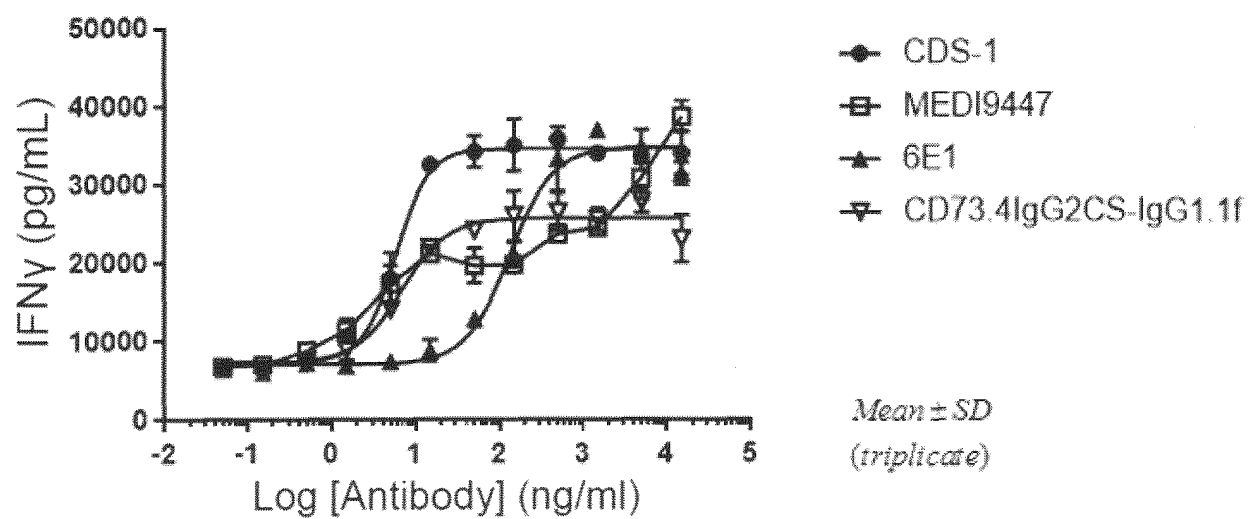 50000
40000
30000
20000
10000
0
IFNγ (pg/mL)
-2 -1 0 1 2 3 4 5
Log [Antibody] (ng/ml)
CDS-1
MEDI9447
6E1
CD73.4IgG2CS-IgG1.1f
Mean ± SD
(triplicate)